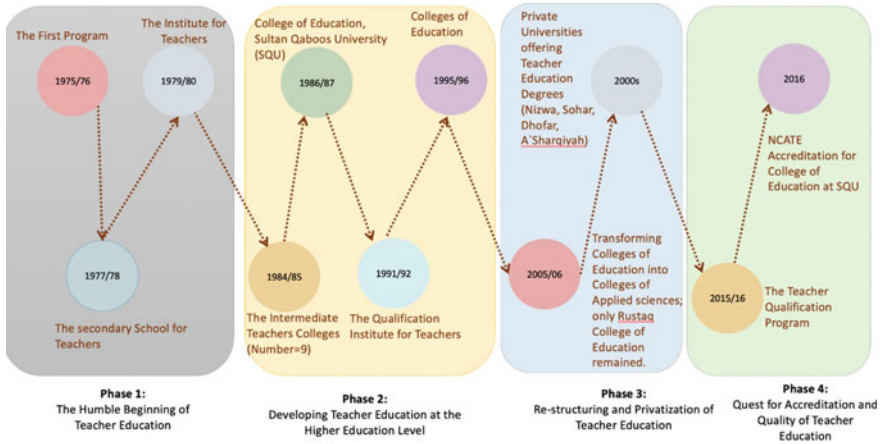 The First Program
1975/76
1977/78
The secondary School for
Teachers
The Institute for
Teachers
1979/80
Phase 1:
The Humble Beginning of
Teacher Education
1984/85
The Intermediate
Teachers Colleges
(Number=9)
College of Education,
Sultan Qaboos University
(SQU)
1986/87
1991/92
The Qualification
Institute for Teachers
Colleges of
Education
1995/96
Phase 2:
Developing Teacher Education at the
Higher Education Level
2005/06
Transforming
Colleges of
Education into
Colleges of
Applied sciences;
only Rustaq
College of
Education
remained.
Private
Universities
offering
Teacher
Education
Degrees
(Nizwa, Sohar,
Dhofar,
A`Sharqiyah)
2000s
Phase 3:
Re-structuring and Privatization of
Teacher Education
2015/16
The Teacher
Qualification
Program
2016
NCATE
Accreditation for
College of
Education at SQU
Phase 4:
Quest for Accreditation and
Quality of Teacher
Education